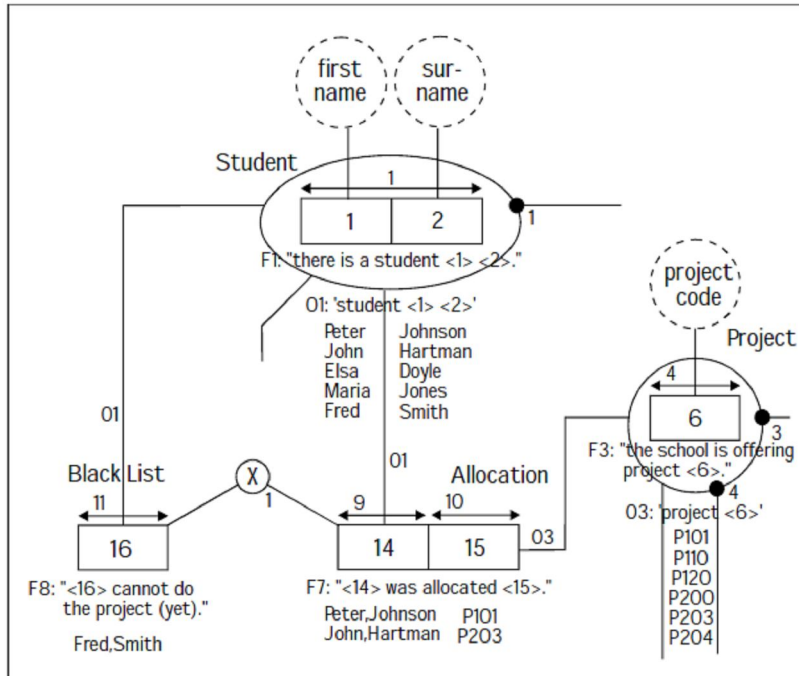 first
name
sur-
name
Student
1
1
2
1
F1: "there is a student <1> <2>."
O1: 'student <1> <2>'
Peter Johnson
John Hartman
Elsa Doyle
Maria Jones
Fred Smith
project
code
Project
4
6
3
F3: "the school is offering
project <6>."
4
O3: 'project <6>'
P101
P110
P120
P200
P203
P204
O1
O1
Black List
11
16
X
1
Allocation
9
10
14
15
O3
F8: "<16> cannot do
the project (yet)."
Fred,Smith
F7: "<14> was allocated <15>."
Peter,Johnson P101
John,Hartman P203